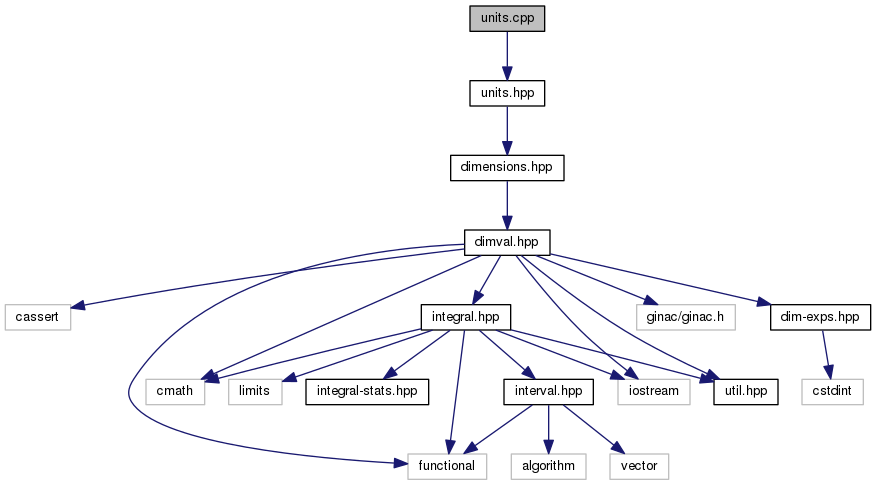 units.cpp
units.hpp
dimensions.hpp
dimval.hpp
cassert
integral.hpp
ginac/ginac.h
dim-exps.hpp
cmath
limits
integral-stats.hpp
interval.hpp
iostream
util.hpp
cstdint
functional
algorithm
vector